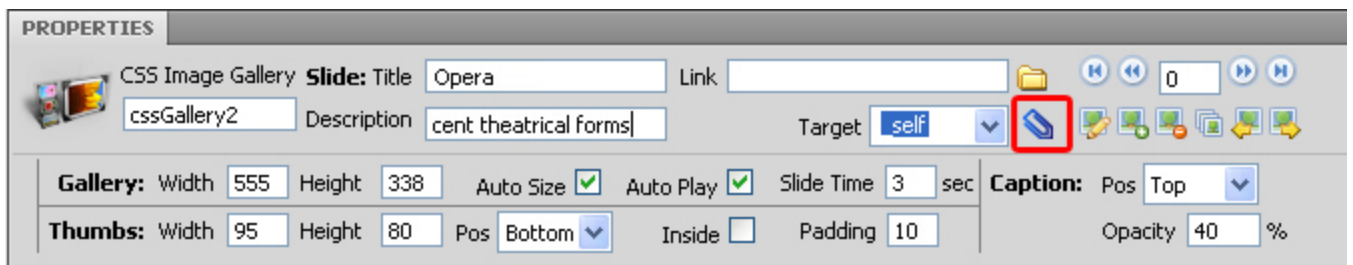 PROPERTIES
CSS Image Gallery Slide: Title Opera Link
cssGallery2 Description cent theatrical forms Target _self 0
Gallery: Width 555 Height 338 Auto Size Auto Play Slide Time 3 sec Caption: Pos Top
Thumbs: Width 95 Height 80 Pos Bottom Inside Padding 10 Opacity 40 %